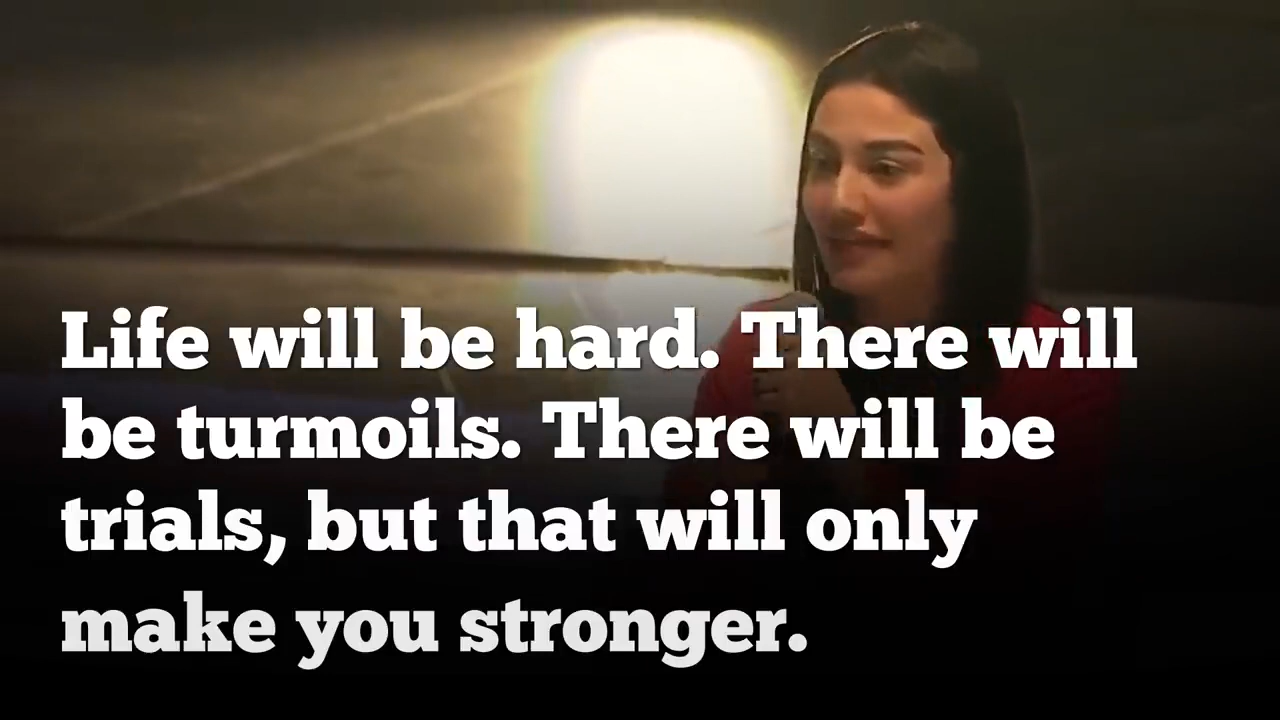 Life will be hard. There will
be turmoils. There will be
trials, but that will only
make you stronger.